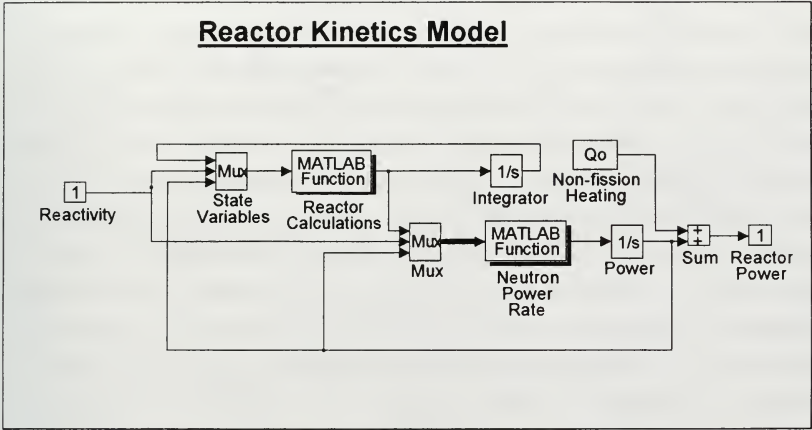 Reactor Kinetics Model
Mux
State
Variables
MATLAB
Function
Reactor
Calculations
1/s
Integrator
Qo
Non-fission
Heating
1
Reactivity
Mux
Mux
MATLAB
Function
Neutron
Power
Rate
1/s
Power
+
+
Sum
1
Reactor
Power